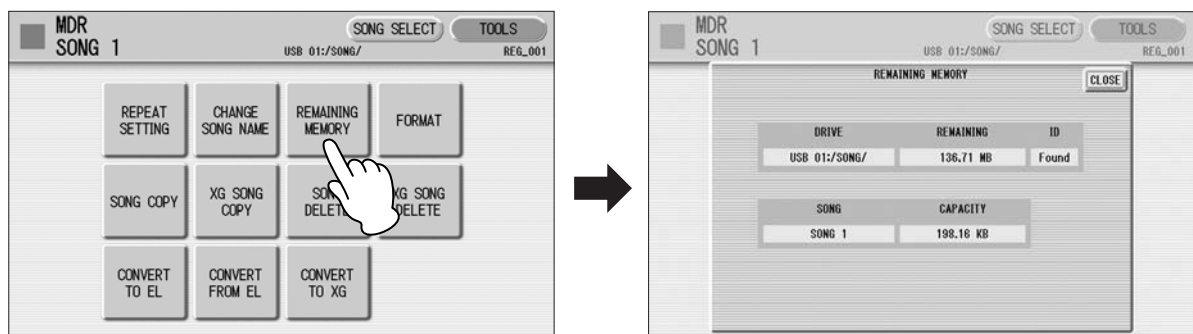 MDR
SONG 1
SONG SELECT
TOOLS
USB 01:/SONG/
REG_001
REPEAT
SETTING
CHANGE
SONG NAME
REMAINING
MEMORY
FORMAT
SONG COPY
XG SONG
COPY
SONG
DELETE
XG SONG
DELETE
CONVERT
TO EL
CONVERT
FROM EL
CONVERT
TO XG
MDR
SONG 1
SONG SELECT
TOOLS
USB 01:/SONG/
REG_001
REMAINING MEMORY
CLOSE
DRIVE REMAINING ID
USB 01:/SONG/ 136.71 MB Found
SONG CAPACITY
SONG 1 198.16 KB